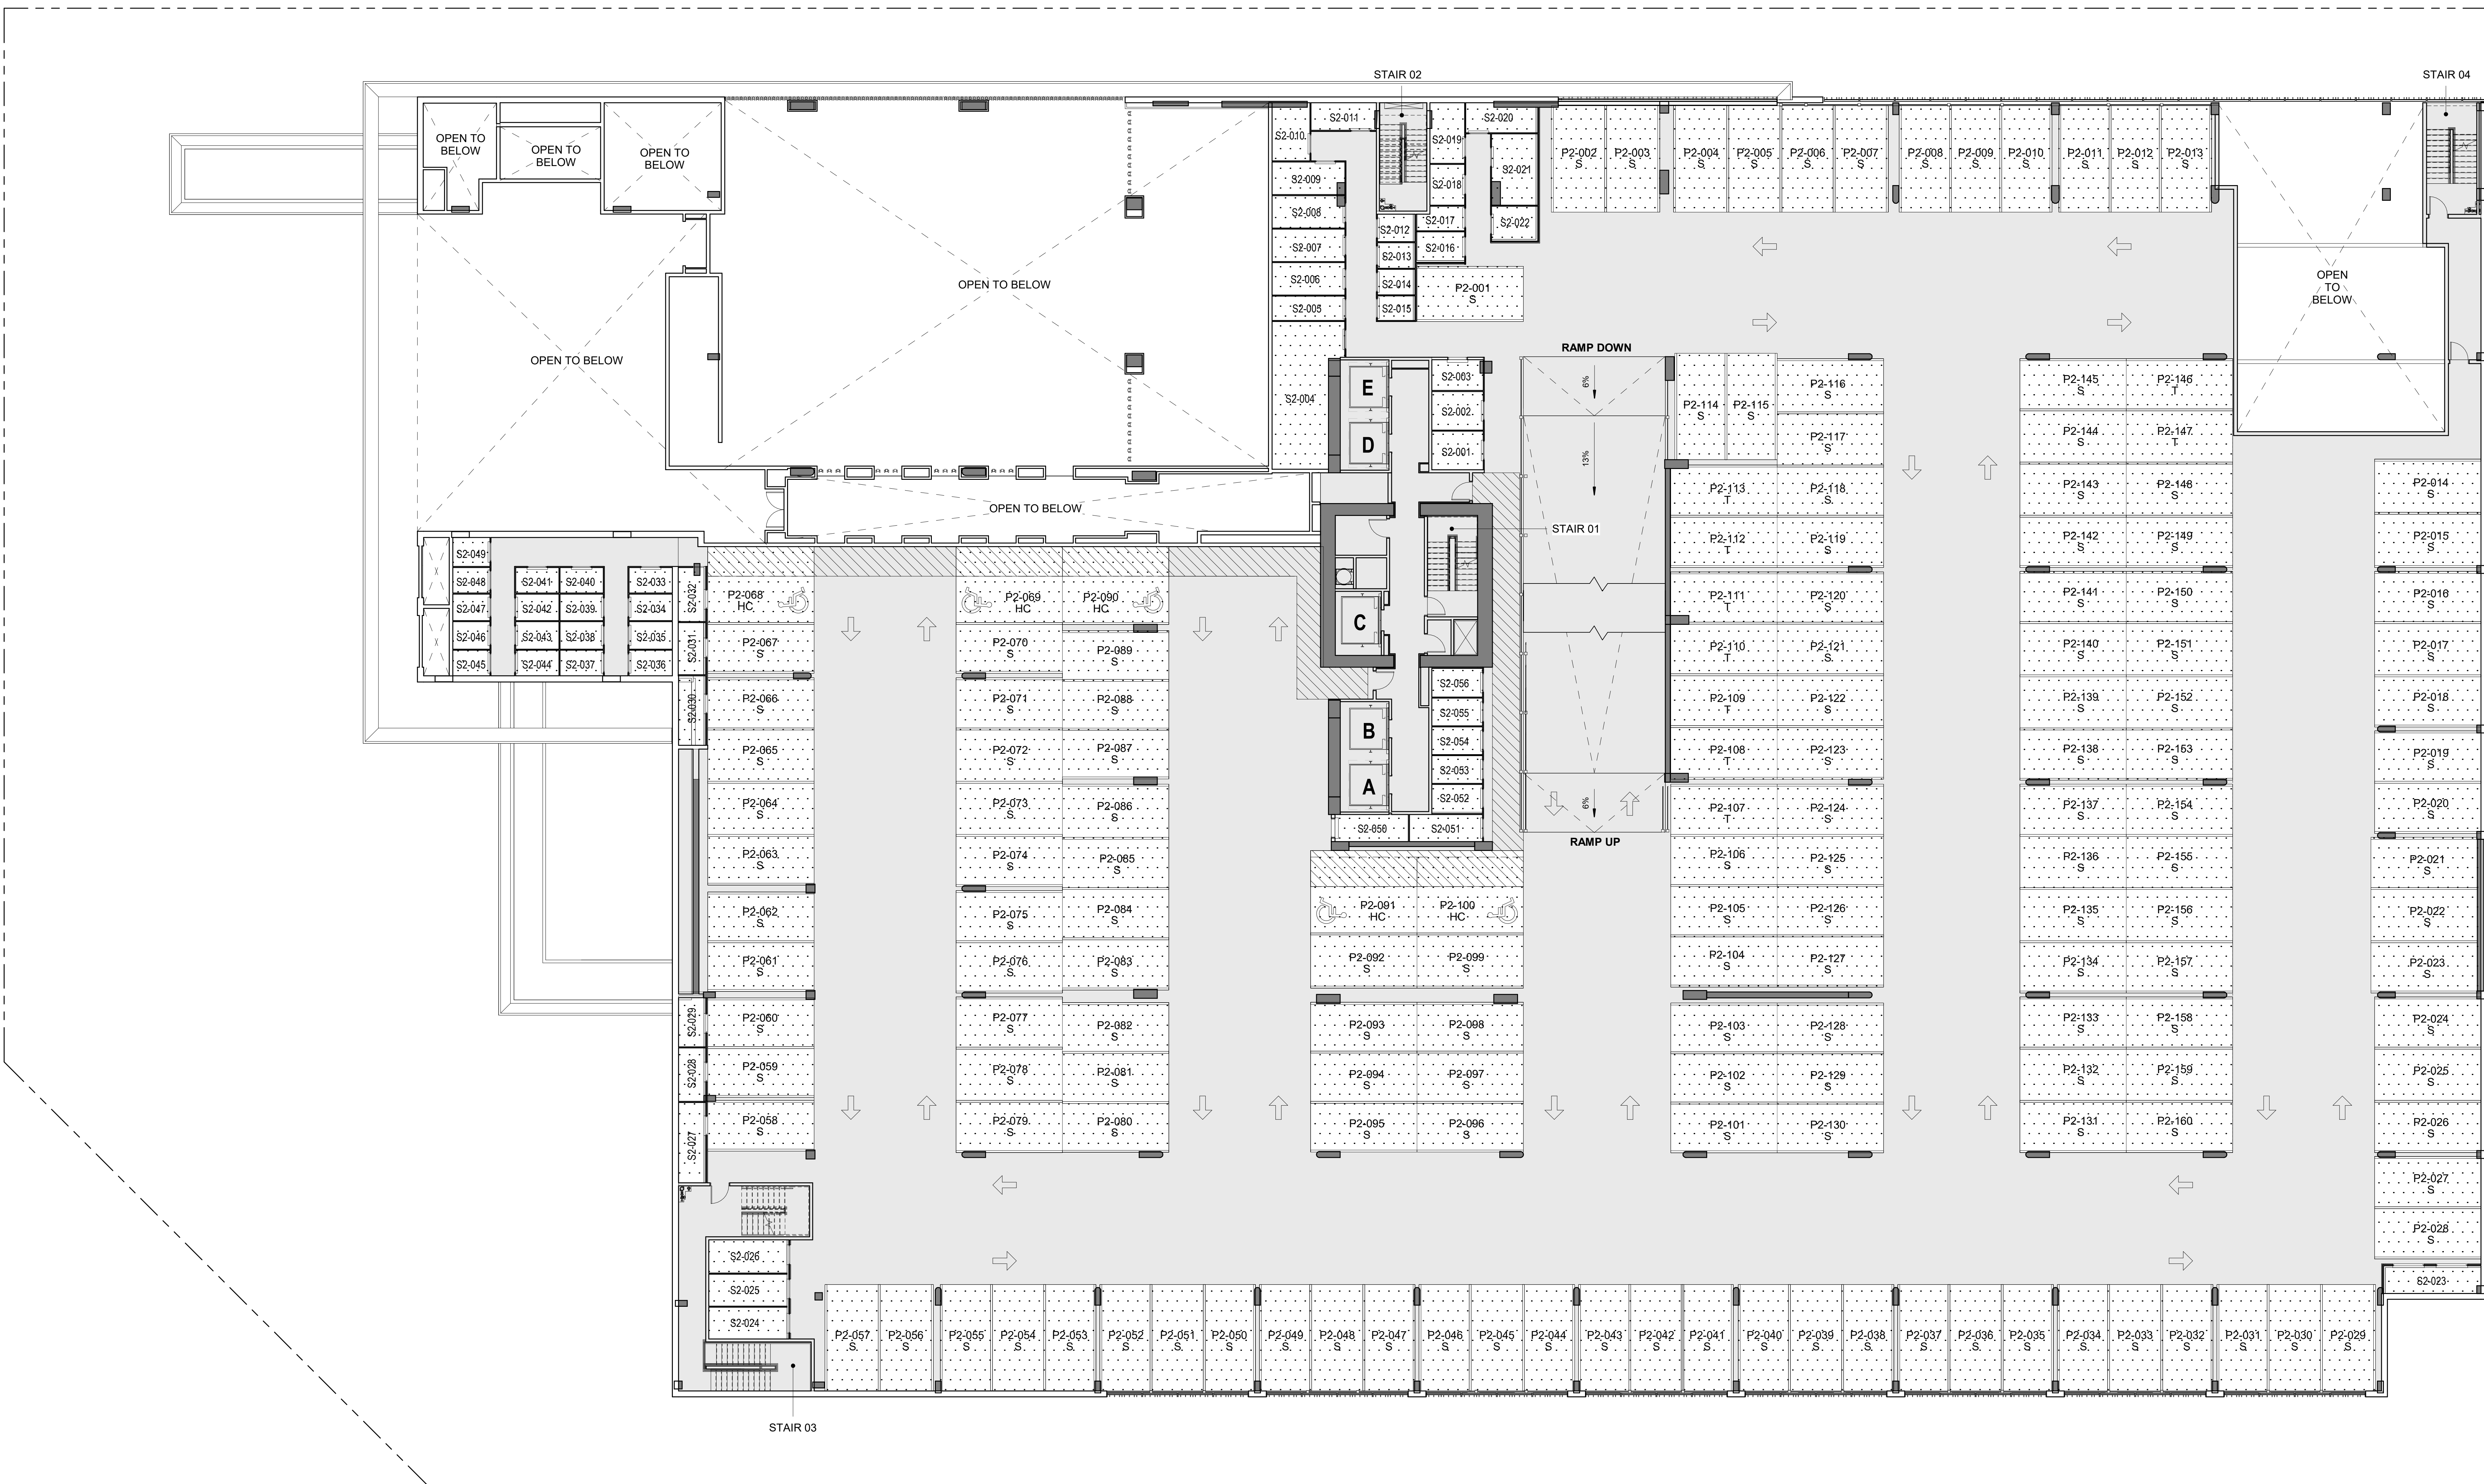 STAIR 02
STAIR 04
OPEN TO
BELOW
OPEN TO
BELOW
OPEN TO
BELOW
OPEN TO BELOW
OPEN TO BELOW
OPEN TO BELOW
OPEN
TO
BELOW
S2-010
S2-011
S2-009
S2-008
S2-007
S2-006
S2-005
S2-004
S2-012
S2-013
S2-014
S2-015
S2-019
S2-018
S2-017
S2-016
S2-020
S2-021
S2-022
P2-001
S
P2-002
S
P2-003
S
P2-004
S
P2-005
S
P2-006
S
P2-007
S
P2-008
S
P2-009
S
P2-010
S
P2-011
S
P2-012
S
P2-013
S
E
D
S2-003
S2-002
S2-001
RAMP DOWN
6%
13%
6%
RAMP UP
STAIR 01
C
B
A
S2-056
S2-055
S2-054
S2-053
S2-052
S2-050
S2-051
P2-114
S
P2-115
S
P2-116
S
P2-117
S
P2-113
T
P2-118
S
P2-112
T
P2-119
S
P2-111
T
P2-120
S
P2-110
T
P2-121
S
P2-109
T
P2-122
S
P2-108
T
P2-123
S
P2-107
T
P2-124
S
P2-106
S
P2-125
S
P2-105
S
P2-126
S
P2-104
S
P2-127
S
P2-103
S
P2-128
S
P2-102
S
P2-129
S
P2-101
S
P2-130
S
P2-145
S
P2-146
T
P2-144
S
P2-147
T
P2-143
S
P2-148
S
P2-142
S
P2-149
S
P2-141
S
P2-150
S
P2-140
S
P2-151
S
P2-139
S
P2-152
S
P2-138
S
P2-153
S
P2-137
S
P2-154
S
P2-136
S
P2-155
S
P2-135
S
P2-156
S
P2-134
S
P2-157
S
P2-133
S
P2-158
S
P2-132
S
P2-159
S
P2-131
S
P2-160
S
P2-014
S
P2-015
S
P2-016
S
P2-017
S
P2-018
S
P2-019
S
P2-020
S
P2-021
S
P2-022
S
P2-023
S
P2-024
S
P2-025
S
P2-026
S
P2-027
S
P2-028
S
S2-023
S2-049
S2-048
S2-047
S2-046
S2-045
S2-041
S2-042
S2-043
S2-044
S2-040
S2-039
S2-038
S2-037
S2-033
S2-034
S2-035
S2-036
S2-032
S2-031
S2-030
S2-029
S2-028
S2-027
P2-068
HC
P2-067
S
P2-066
S
P2-065
S
P2-064
S
P2-063
S
P2-062
S
P2-061
S
P2-060
S
P2-059
S
P2-058
S
P2-069
HC
P2-090
HC
P2-070
S
P2-089
S
P2-071
S
P2-088
S
P2-072
S
P2-087
S
P2-073
S
P2-086
S
P2-074
S
P2-085
S
P2-075
S
P2-084
S
P2-076
S
P2-083
S
P2-077
S
P2-082
S
P2-078
S
P2-081
S
P2-079
S
P2-080
S
P2-091
HC
P2-100
HC
P2-092
S
P2-099
S
P2-093
S
P2-098
S
P2-094
S
P2-097
S
P2-095
S
P2-096
S
S2-026
S2-025
S2-024
P2-057
S
P2-056
S
P2-055
S
P2-054
S
P2-053
S
P2-052
S
P2-051
S
P2-050
S
P2-049
S
P2-048
S
P2-047
S
P2-046
S
P2-045
S
P2-044
S
P2-043
S
P2-042
S
P2-041
S
P2-040
S
P2-039
S
P2-038
S
P2-037
S
P2-036
S
P2-035
S
P2-034
S
P2-033
S
P2-032
S
P2-031
S
P2-030
S
P2-029
S
STAIR 03